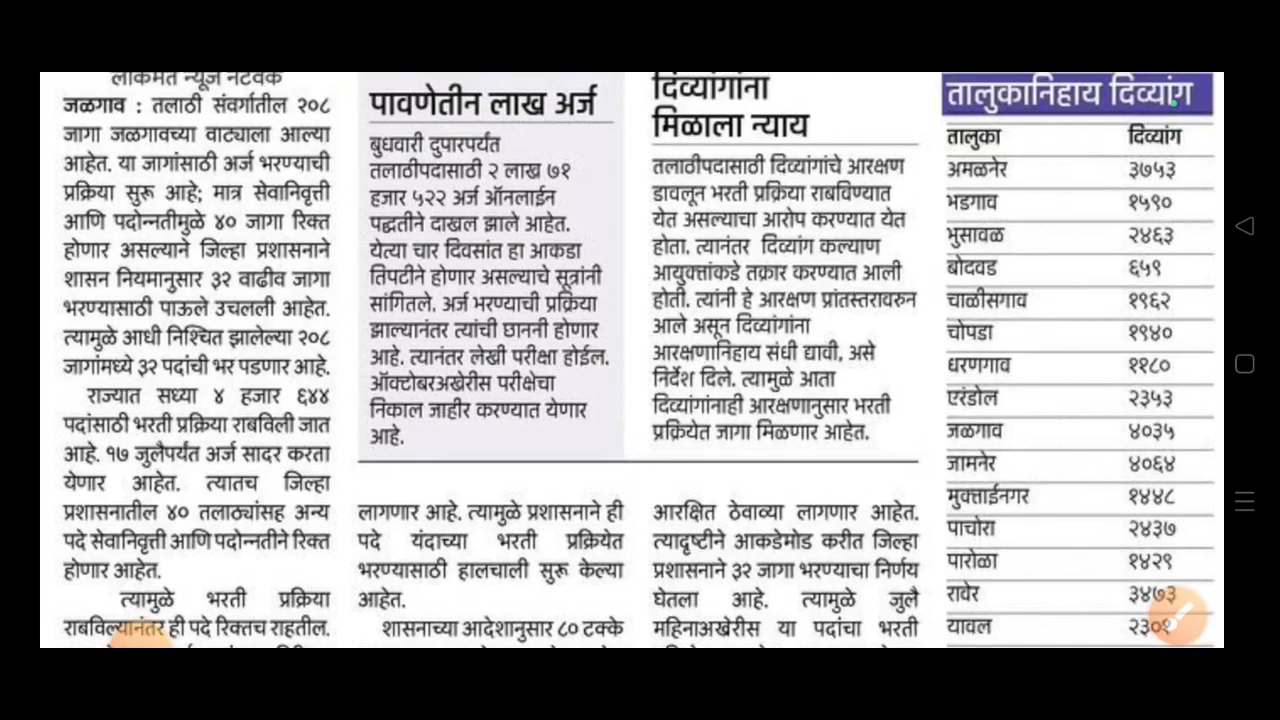 लोकमत न्यूज नेटवर्क
जळगाव : तलाठी संवर्गातील २०८
जागा जळगावच्या वाट्याला आल्या
आहेत. या जागांसाठी अर्ज भरण्याची
प्रक्रिया सुरू आहे; मात्र सेवानिवृत्ती
आणि पदोन्नतीमुळे ४० जागा रिक्त
होणार असल्याने जिल्हा प्रशासनाने
शासन नियमानुसार ३२ वाढीव जागा
भरण्यासाठी पाऊले उचलली आहेत.
त्यामुळे आधी निश्चित झालेल्या २०८
जागांमध्ये ३२ पदांची भर पडणार आहे.
राज्यात सध्या ४ हजार ६४४
पदांसाठी भरती प्रक्रिया राबविली जात
आहे. १७ जुलैपर्यंत अर्ज सादर करता
येणार आहेत. त्यातच जिल्हा
प्रशासनातील ४० तलाठ्यांसह अन्य
पदे सेवानिवृत्ती आणि पदोन्नतीने रिक्त
होणार आहेत.
त्यामुळे भरती प्रक्रिया
राबविल्यानंतर ही पदे रिक्तच राहतील.
पावणेतीन लाख अर्ज
बुधवारी दुपारपर्यंत
तलाठीपदासाठी २ लाख ७१
हजार ५२२ अर्ज ऑनलाईन
पद्धतीने दाखल झाले आहेत.
येत्या चार दिवसांत हा आकडा
तिपटीने होणार असल्याचे सूत्रांनी
सांगितले. अर्ज भरण्याची प्रक्रिया
झाल्यानंतर त्यांची छाननी होणार
आहे. त्यानंतर लेखी परीक्षा होईल.
ऑक्टोबरअखेरीस परीक्षेचा
निकाल जाहीर करण्यात येणार
आहे.
लागणार आहे. त्यामुळे प्रशासनाने ही
पदे यंदाच्या भरती प्रक्रियेत
भरण्यासाठी हालचाली सुरू केल्या
आहेत.
शासनाच्या आदेशानुसार ८० टक्के
दिव्यांगांना
मिळाला न्याय
तलाठीपदासाठी दिव्यांगांचे आरक्षण
डावलून भरती प्रक्रिया राबविण्यात
येत असल्याचा आरोप करण्यात येत
होता. त्यानंतर दिव्यांग कल्याण
आयुक्तांकडे तक्रार करण्यात आली
होती. त्यांनी हे आरक्षण प्रांतस्तरावरुन
आले असून दिव्यांगांना
आरक्षणानिहाय संधी द्यावी, असे
निर्देश दिले. त्यामुळे आता
दिव्यांगांनाही आरक्षणानुसार भरती
प्रक्रियेत जागा मिळणार आहेत.
आरक्षित ठेवाव्या लागणार आहेत.
त्यादृष्टीने आकडेमोड करीत जिल्हा
प्रशासनाने ३२ जागा भरण्याचा निर्णय
घेतला आहे. त्यामुळे जुलै
महिनाअखेरीस या पदांचा भरती
तालुकानिहाय दिव्यांग
तालुका दिव्यांग
अमळनेर ३७५३
भडगाव १५९०
भुसावळ २४६३
बोदवड ६५९
चाळीसगाव १९६२
चोपडा १९४०
धरणगाव ११८०
एरंडोल २३५३
जळगाव ४०३५
जामनेर ४०६४
मुक्ताईनगर १४४८
पाचोरा २४३७
पारोळा १४२९
रावेर ३४७३
यावल २३०१